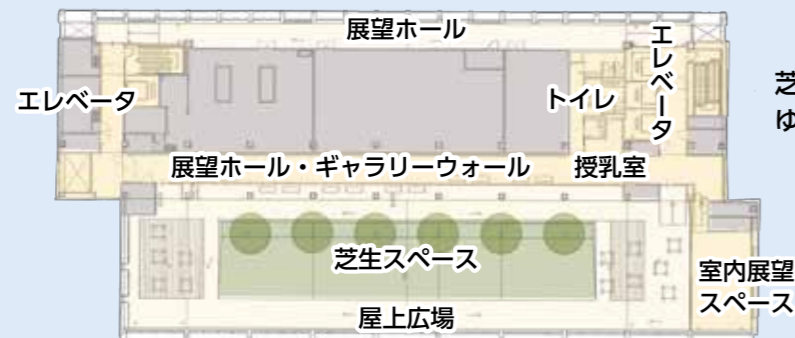 展望ホール
エレベータ
エレベータ
トイレ
展望ホール・ギャラリーウォール
授乳室
芝生スペース
室内展望
スペース
屋上広場
芝
ゆ